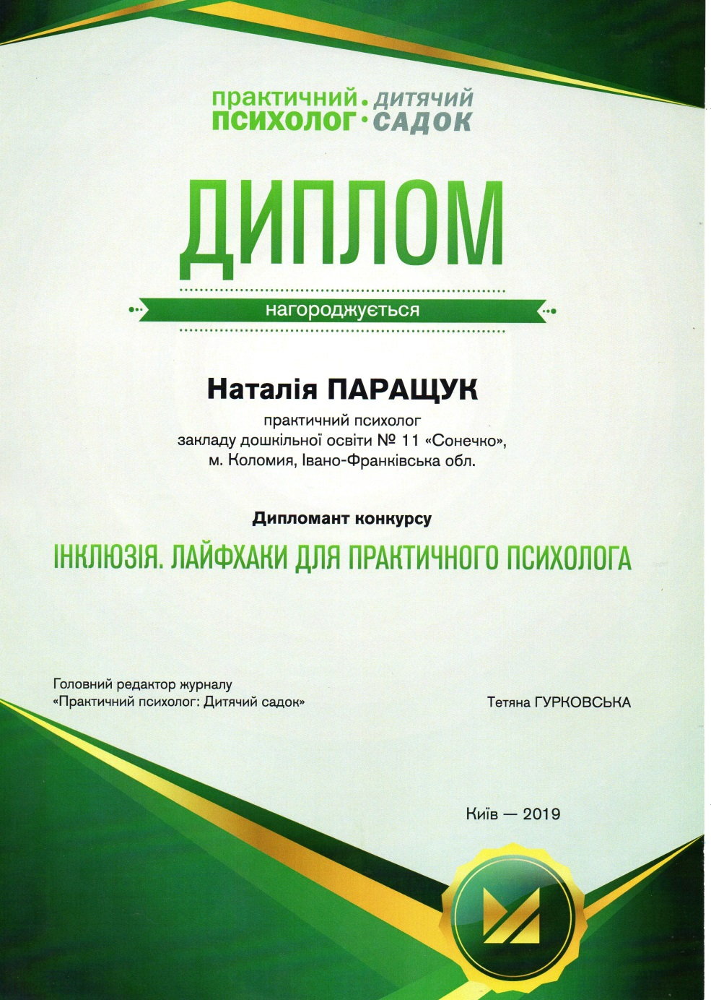 практичний
ПСИХОЛОГ
:
дитячий
САДОК
ДИПЛОМ
нагороджується
Наталія ПАРАЩУК
практичний психолог
закладу дошкільної освіти № 11 «Сонечко»,
м. Коломия, Івано-Франківська обл.
Дипломант конкурсу
ІНКЛЮЗІЯ. ЛАЙФХАКИ ДЛЯ ПРАКТИЧНОГО ПСИХОЛОГА
Головний редактор журналу
«Практичний психолог: Дитячий садок»
Тетяна ГУРКОВСЬКА
Київ — 2019